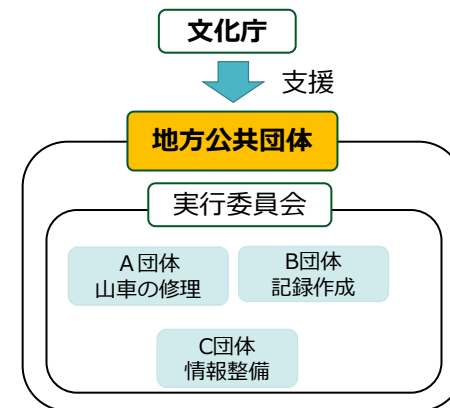 文化庁
支援
地方公共団体
実行委員会
A団体
山車の修理
B団体
記録作成
C団体
情報整備